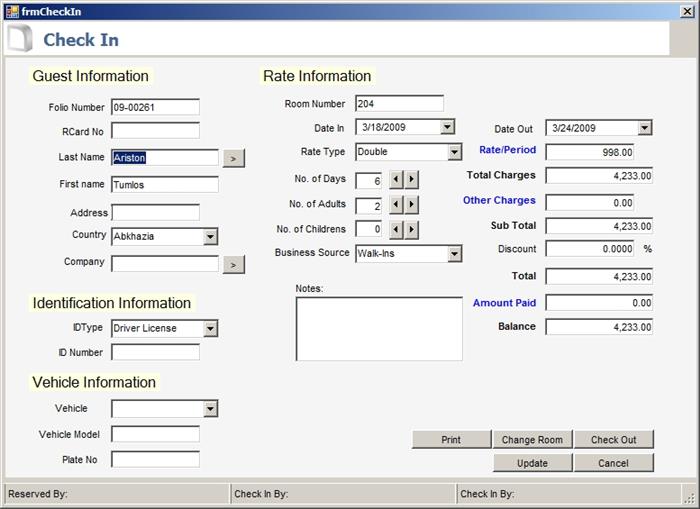 frmCheckIn
Check In
Guest Information
Folio Number 09-00261
RCard No
Last Name Ariston >
First name Tumlos
Address
Country Abkhazia
Company >
Identification Information
IDType Driver License
ID Number
Vehicle Information
Vehicle
Vehicle Model
Plate No
Rate Information
Room Number 204
Date In 3/18/2009
Rate Type Double
No. of Days 6
No. of Adults 2
No. of Childrens 0
Business Source Walk-Ins
Notes:
Date Out 3/24/2009
Rate/Period 998.00
Total Charges 4,233.00
Other Charges 0.00
Sub Total 4,233.00
Discount 0.0000 %
Total 4,233.00
Amount Paid 0.00
Balance 4,233.00
Print Change Room Check Out
Update Cancel
Reserved By: Check In By: Check In By: